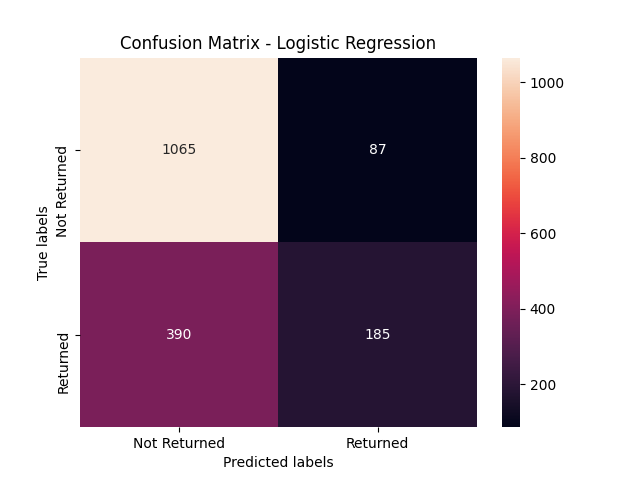 Confusion Matrix - Logistic Regression
True labels
Not Returned
Returned
1065
87
390
185
Not Returned
Returned
Predicted labels
1000
800
600
400
200